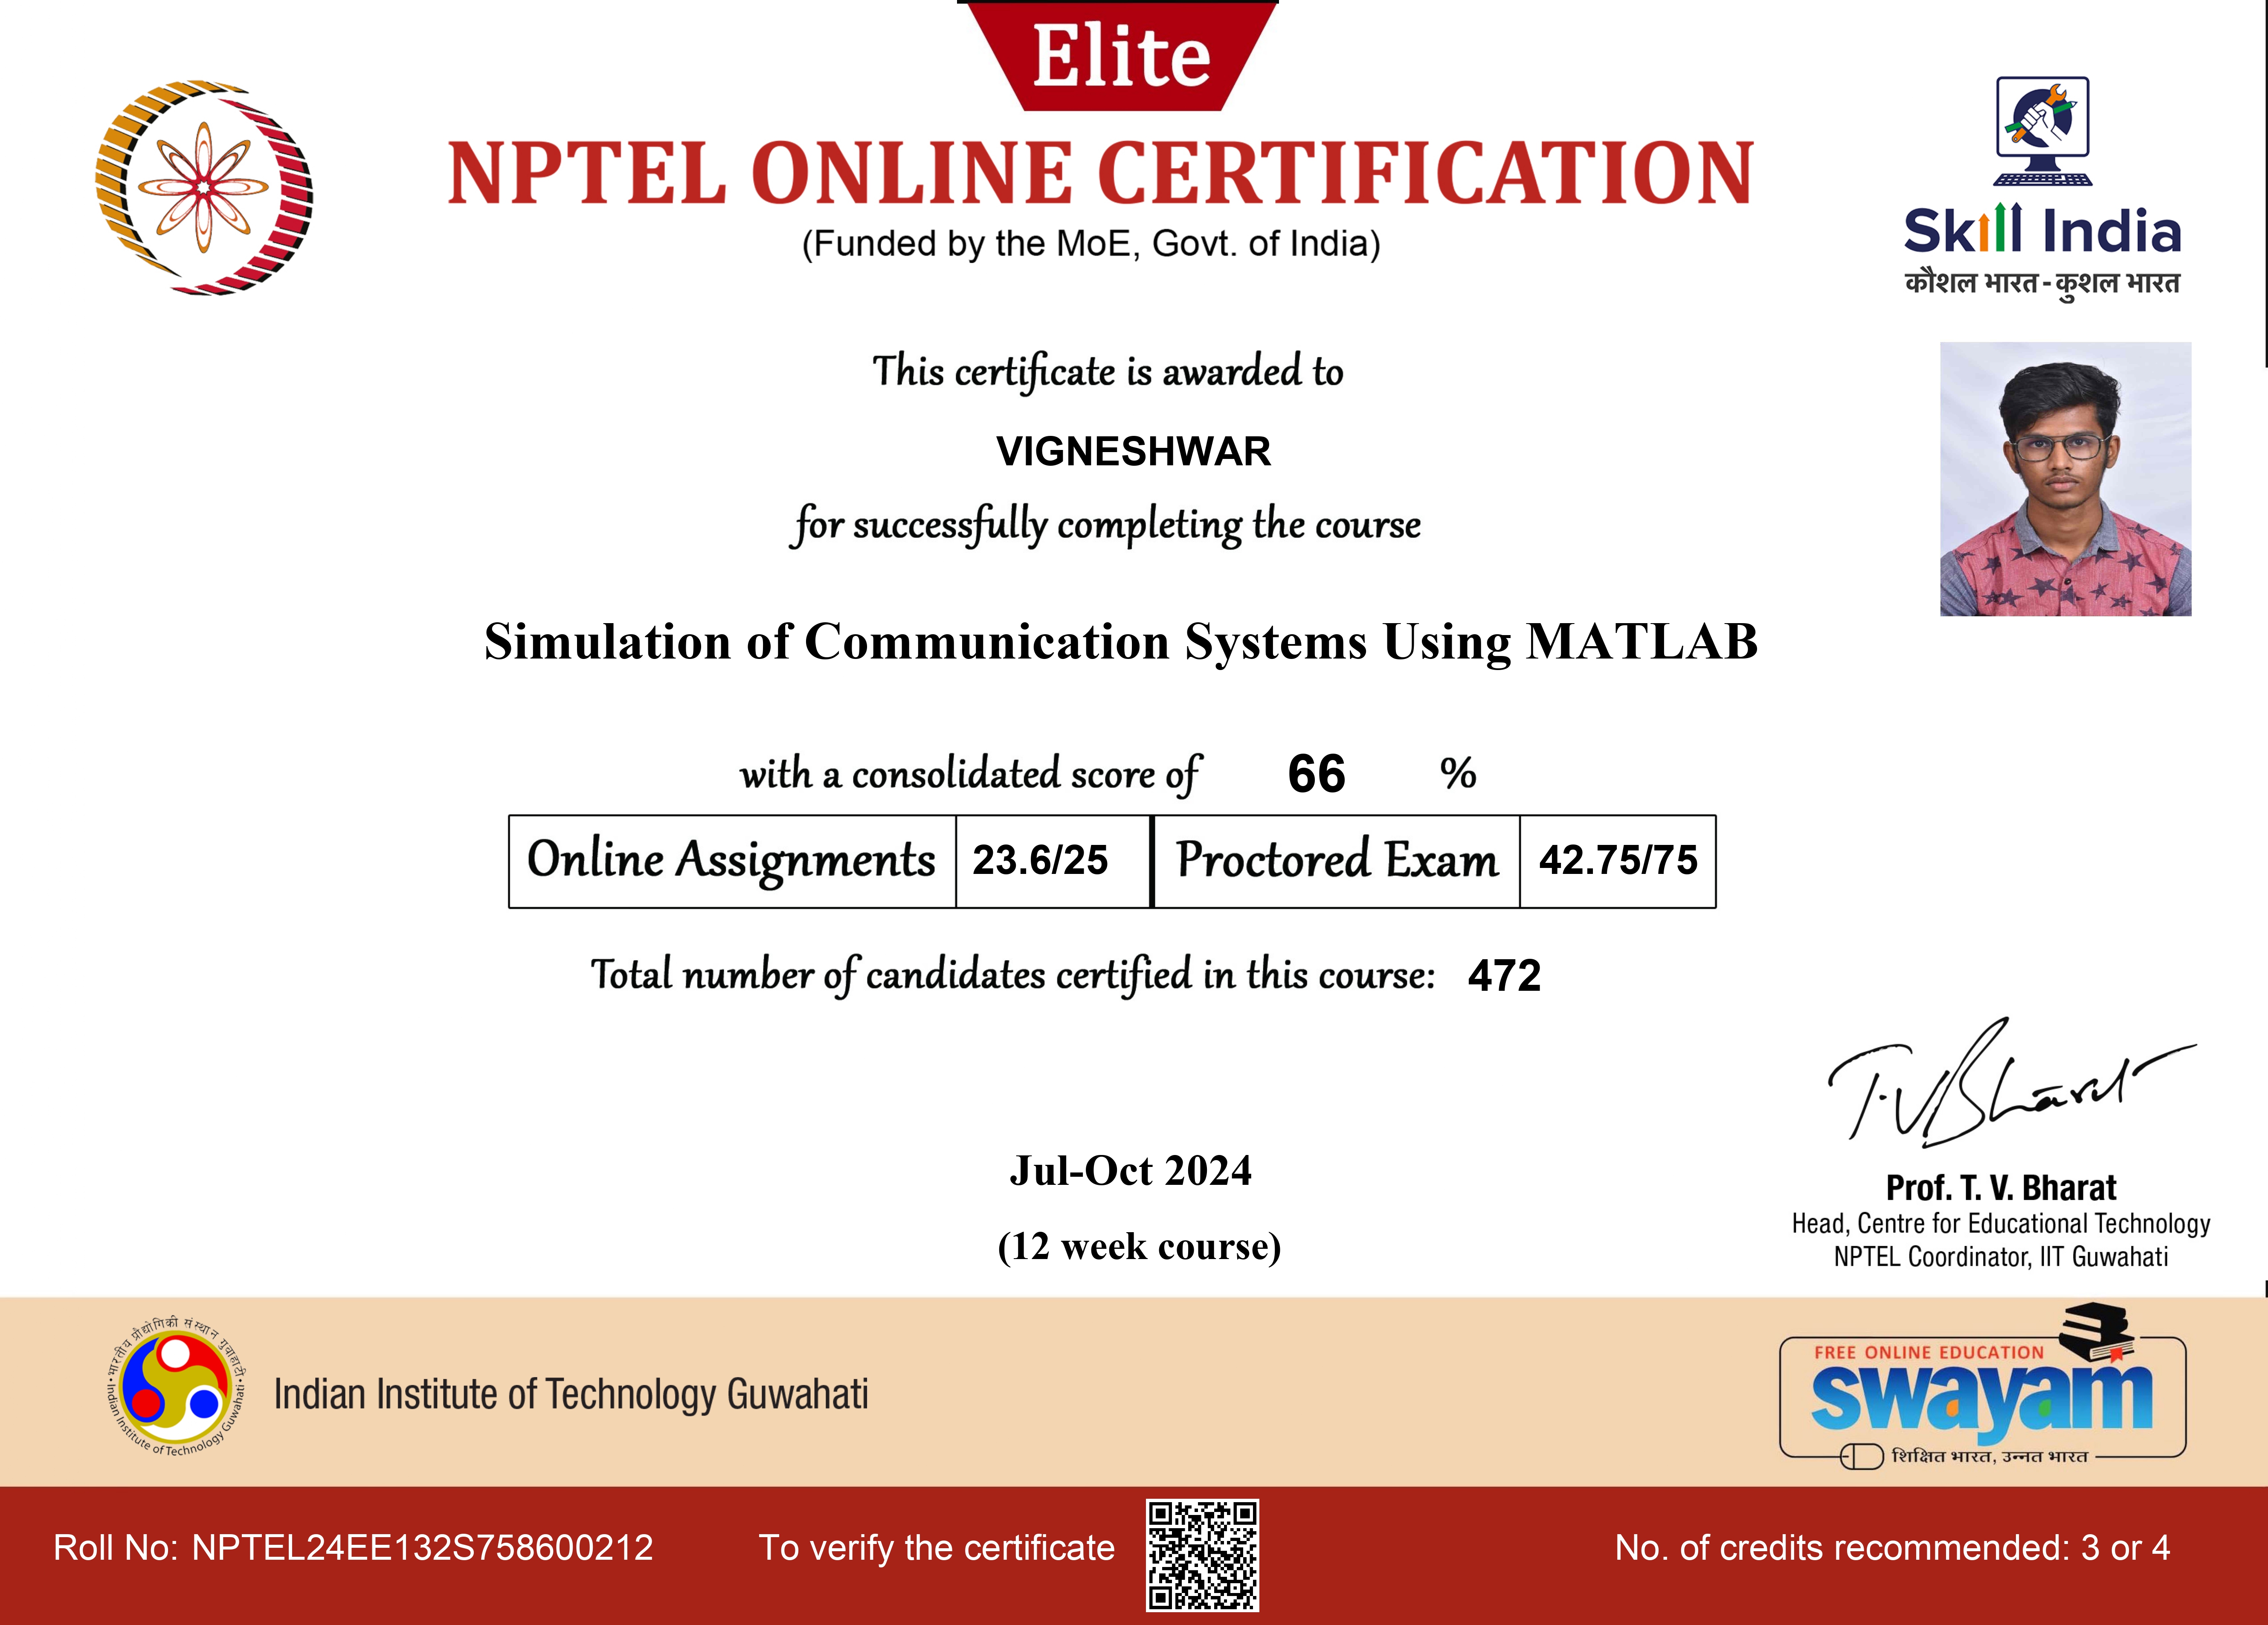 Elite
NPTEL ONLINE CERTIFICATION
(Funded by the MoE, Govt. of India)
Skill India
कौशल भारत - कुशल भारत
This certificate is awarded to
VIGNESHWAR
for successfully completing the course
Simulation of Communication Systems Using MATLAB
with a consolidated score of 66 %
Online Assignments 23.6/25 Proctored Exam 42.75/75
Total number of candidates certified in this course: 472
T.V.Bharat
Jul-Oct 2024
(12 week course)
Prof. T. V. Bharat
Head, Centre for Educational Technology
NPTEL Coordinator, IIT Guwahati
भारतीय प्रौद्योगिकी संस्थान गुवाहाटी
Indian Institute of Technology Guwahati
Indian Institute of Technology Guwahati
FREE ONLINE EDUCATION
swayam
शिक्षित भारत, उन्नत भारत
Roll No: NPTEL24EE132S758600212
To verify the certificate
No. of credits recommended: 3 or 4